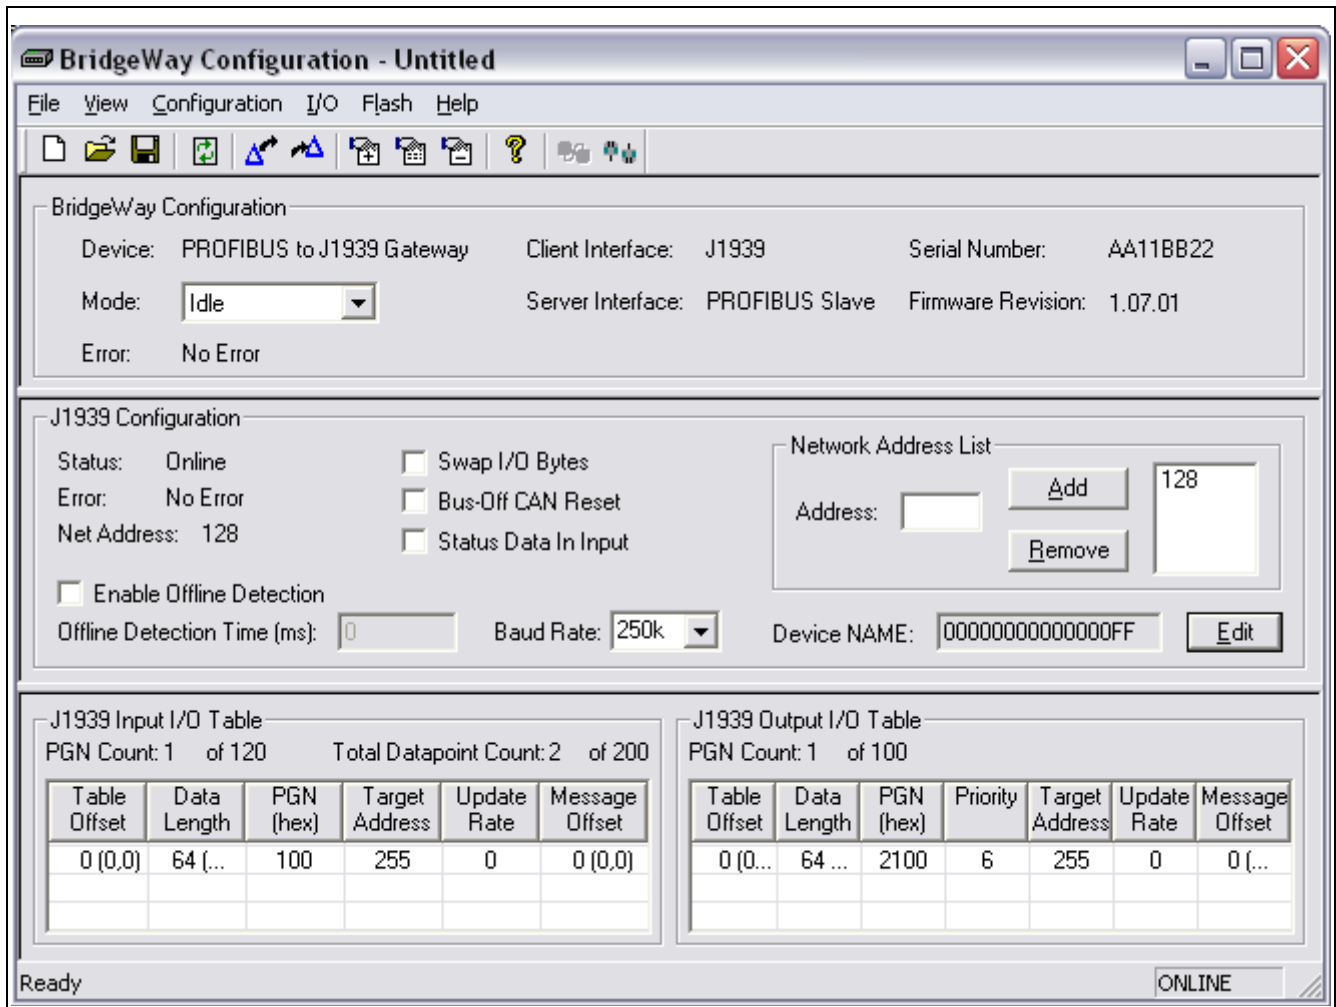 BridgeWay Configuration - Untitled
File View Configuration I/O Flash Help
BridgeWay Configuration
Device: PROFIBUS to J1939 Gateway Client Interface: J1939 Serial Number: AA11BB22
Mode: Idle Server Interface: PROFIBUS Slave Firmware Revision: 1.07.01
Error: No Error
J1939 Configuration
Status: Online
Error: No Error
Net Address: 128
Swap I/O Bytes
Bus-Off CAN Reset
Status Data In Input
Network Address List
Address: Add 128
Remove
Enable Offline Detection
Offline Detection Time (ms): 0 Baud Rate: 250k Device NAME: 00000000000000FF Edit
J1939 Input I/O Table
PGN Count: 1 of 120 Total Datapoint Count: 2 of 200
Table Offset Data Length PGN (hex) Target Address Update Rate Message Offset
0 (0,0) 64 (... 100 255 0 0 (0,0)
J1939 Output I/O Table
PGN Count: 1 of 100
Table Offset Data Length PGN (hex) Priority Target Address Update Rate Message Offset
0 (0... 64 ... 2100 6 255 0 0 (...
Ready ONLINE